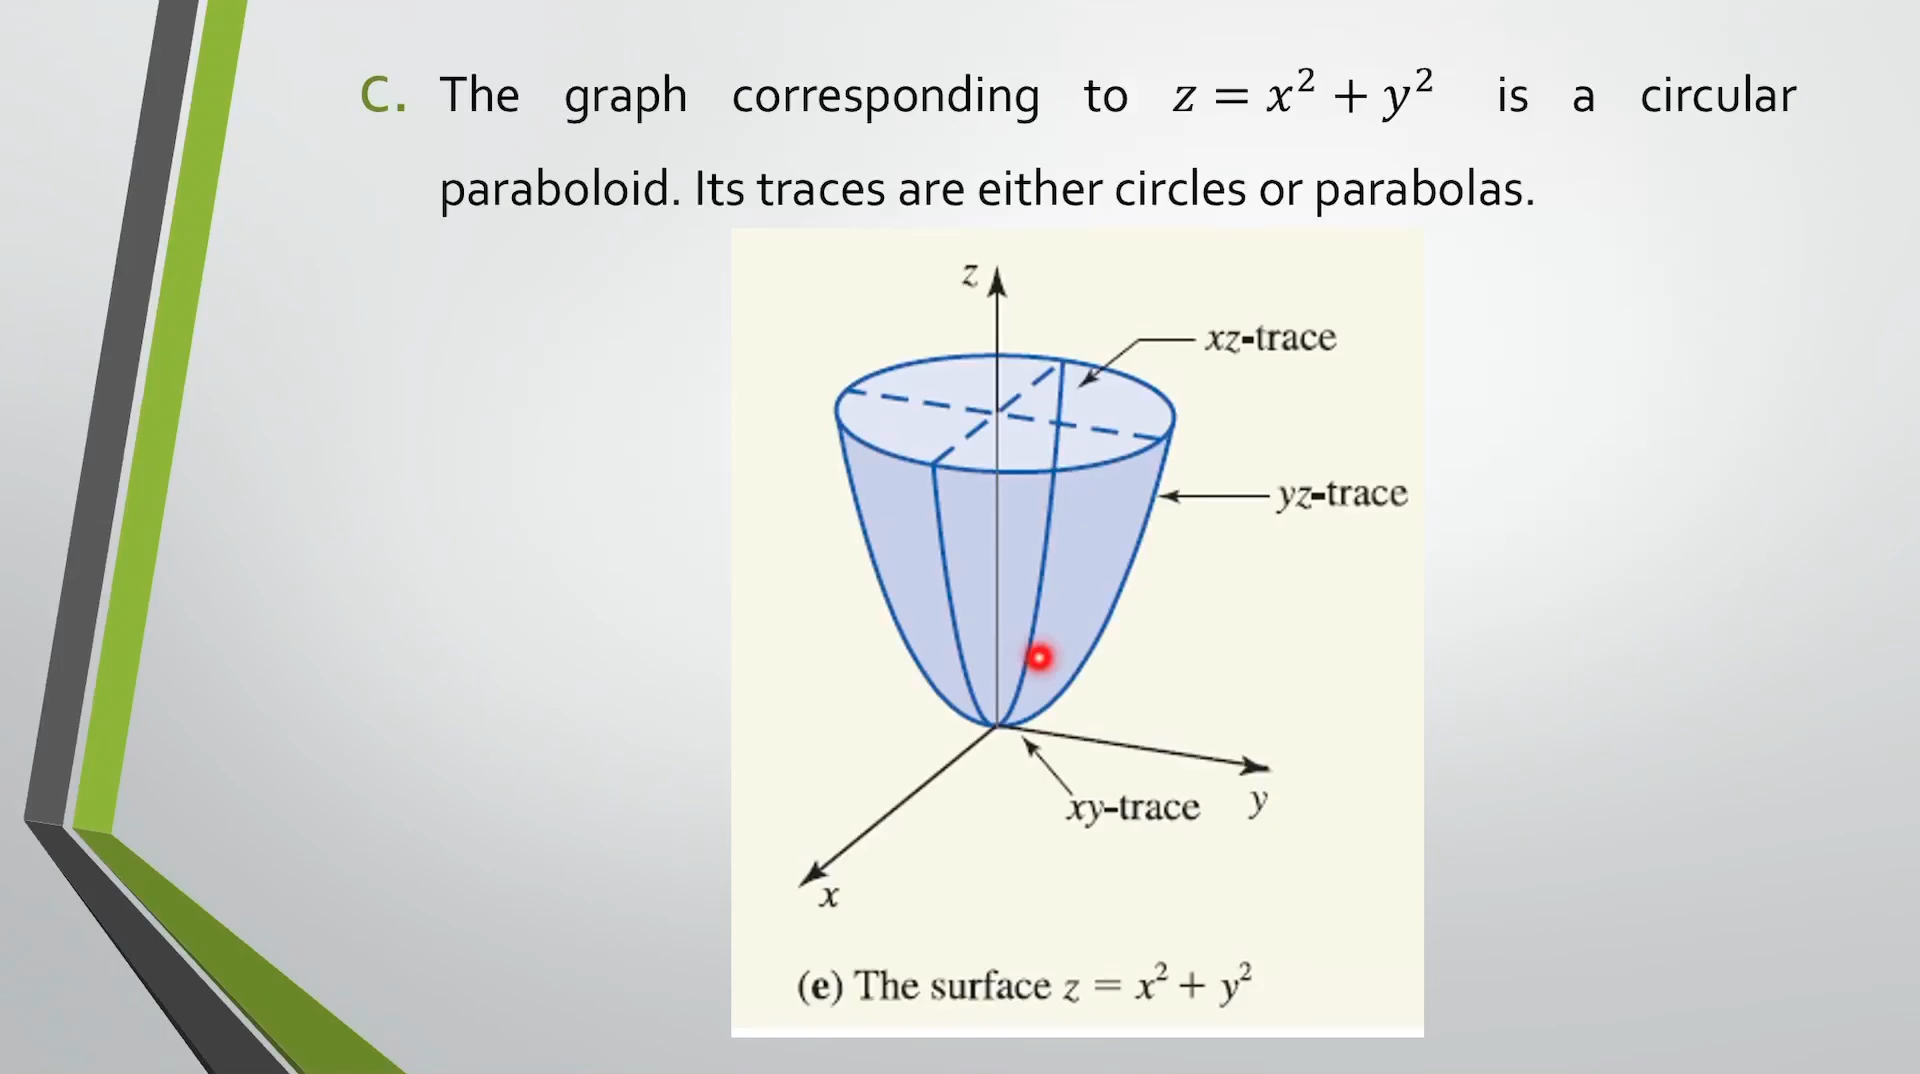 C. The graph corresponding to z = x² + y² is a circular
paraboloid. Its traces are either circles or parabolas.
z
xz-trace
yz-trace
xy-trace
y
x
(e) The surface z = x² + y²